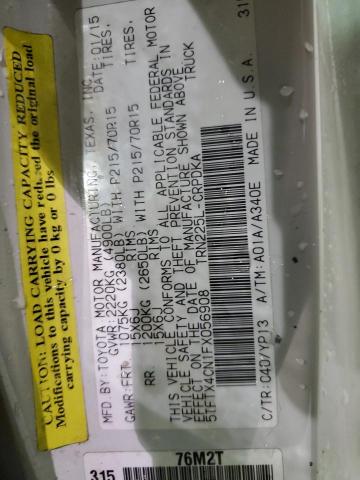 CAUTION: LOAD CARRYING CAPACITY REDUCED
Modifications to this vehicle have reduced the original load
carrying capacity by 0 kg or 0 lbs
MFD BY: TOYOTA MOTOR MANUFACTURING, TEXAS, INC.
GVWR: 2220KG (4900LB) DATE: 01/15
GAWR: FRT 1075KG (2380LB) WITH P215/70R15
15X6J RIMS
RR 1200KG (2650LB) WITH P215/70R15
15X6J RIMS
THIS VEHICLE CONFORMS TO ALL APPLICABLE FEDERAL MOTOR
VEHICLE SAFETY AND THEFT PREVENTION STANDARDS IN
EFFECT ON THE DATE OF MANUFACTURE SHOWN ABOVE.
5TFTX4CN1FX056908 TRUCK
TRN225L-CRPDKA
C/TR: 040/YP13 A/TM: A01A/A340E MADE IN U.S.A.
315
76M2T